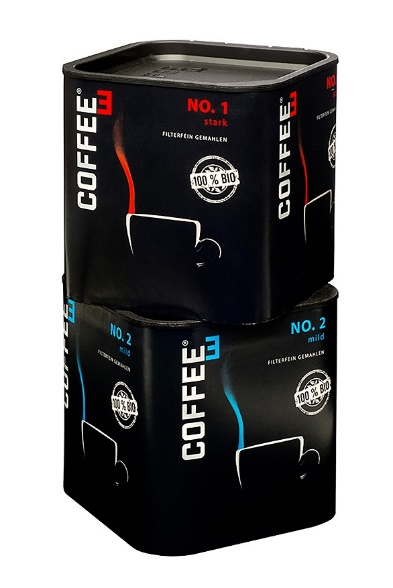 COFFEE3®
NO. 1
stark
FILTERFEIN GEMAHLEN
100 % BIO
COFFEE3
NO. 1
NO. 2
mild
FILTERFEIN GEMAHLEN
100 % BIO
COFFEE3®
NO. 2
mild
FILTERFEIN GEMAHLEN
100 % BIO